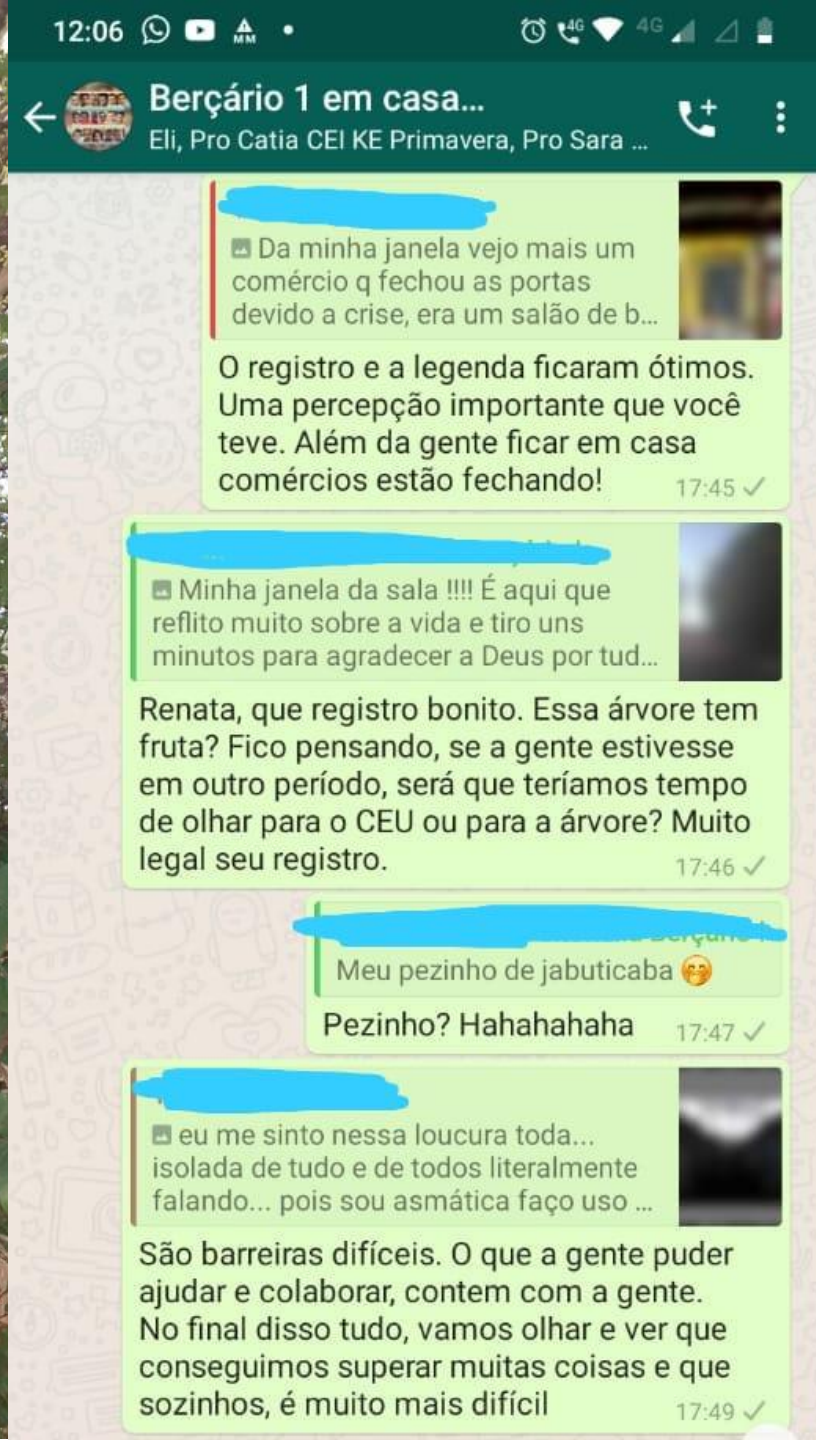 12:06 MM 4G 4G
Berçário 1 em casa...
Eli, Pro Catia CEI KE Primavera, Pro Sara ...
Da minha janela vejo mais um
comércio q fechou as portas
devido a crise, era um salão de b...
O registro e a legenda ficaram ótimos.
Uma percepção importante que você
teve. Além da gente ficar em casa
comércios estão fechando! 17:45
Minha janela da sala !!!! É aqui que
reflito muito sobre a vida e tiro uns
minutos para agradecer a Deus por tud...
Renata, que registro bonito. Essa árvore tem
fruta? Fico pensando, se a gente estivesse
em outro período, será que teríamos tempo
de olhar para o CEU ou para a árvore? Muito
legal seu registro. 17:46
Meu pezinho de jabuticaba 🤭
Pezinho? Hahahahaha 17:47
eu me sinto nessa loucura toda...
isolada de tudo e de todos literalmente
falando... pois sou asmática faço uso ...
São barreiras difíceis. O que a gente puder
ajudar e colaborar, contem com a gente.
No final disso tudo, vamos olhar e ver que
conseguimos superar muitas coisas e que
sozinhos, é muito mais difícil 17:49